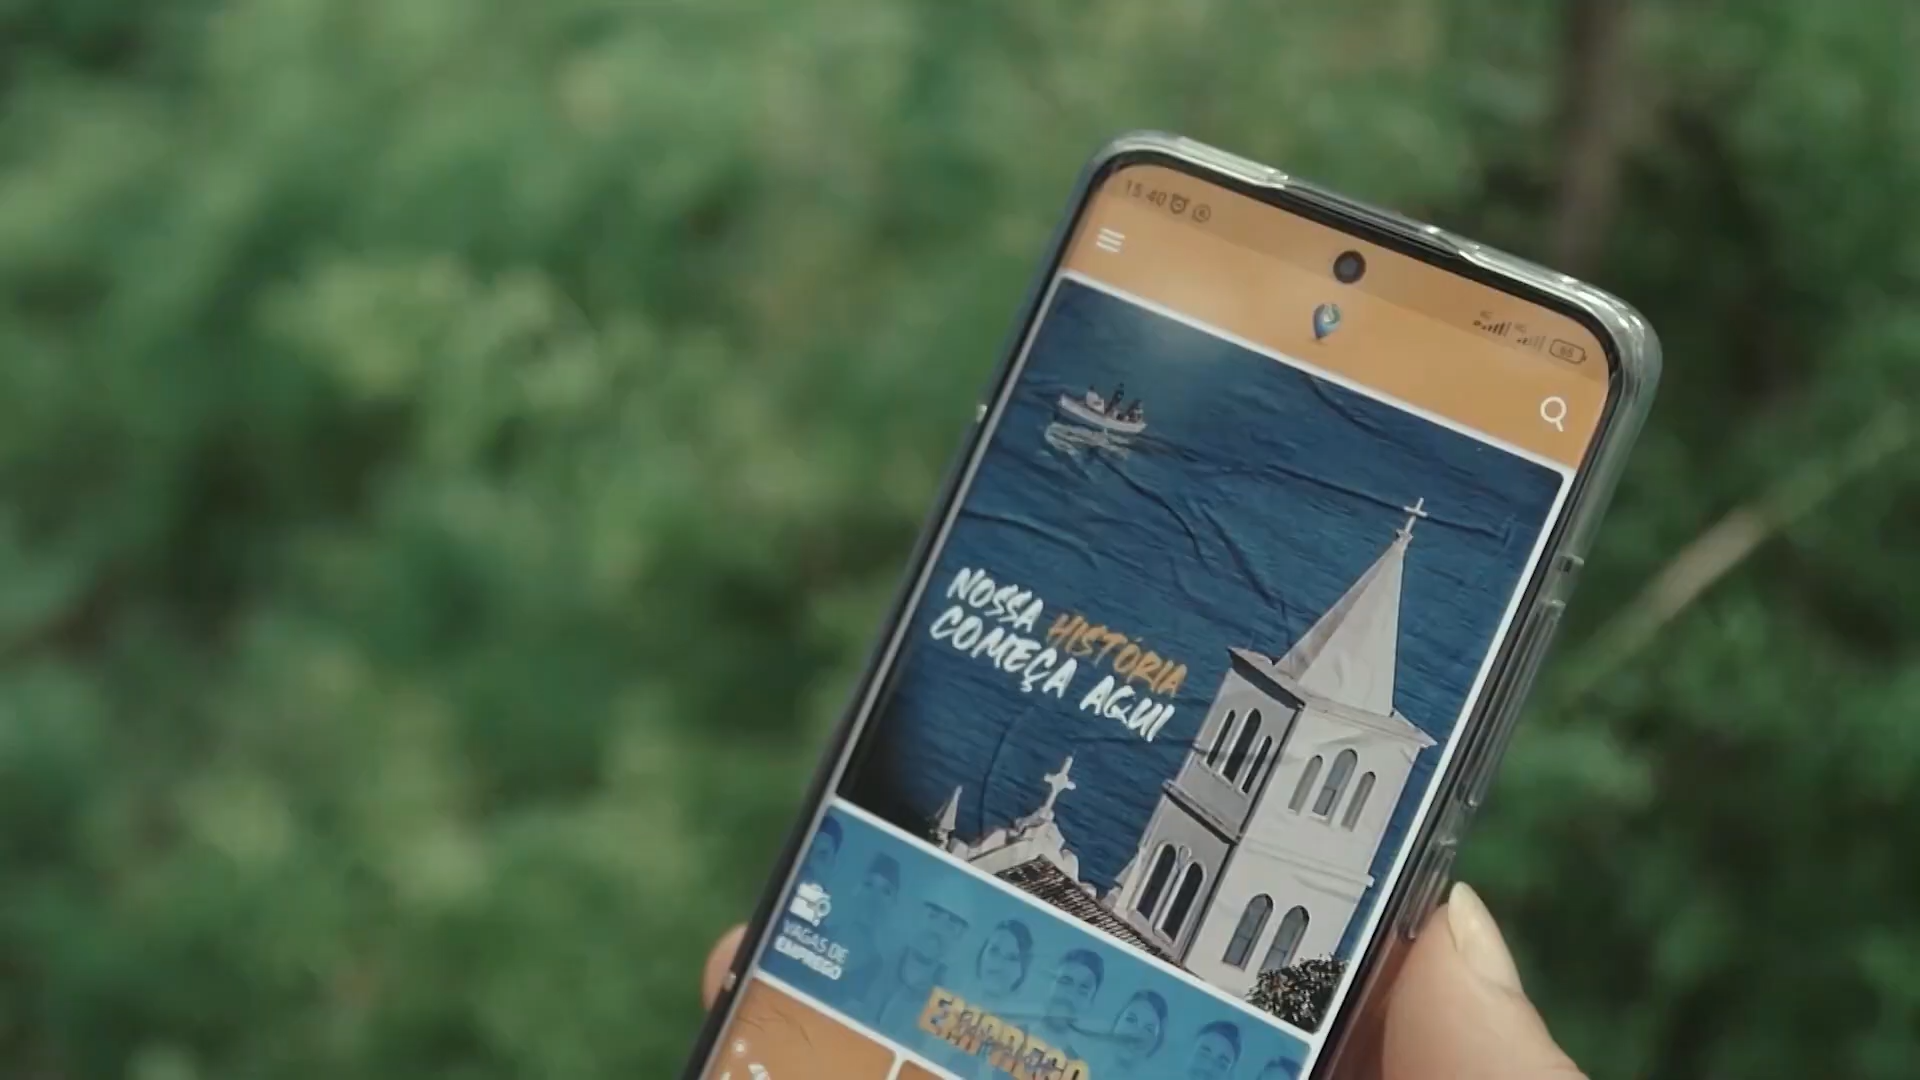 15:40
NOSSA HISTÓRIA
COMEÇA AQUI
VAGAS DE
EMPREGO